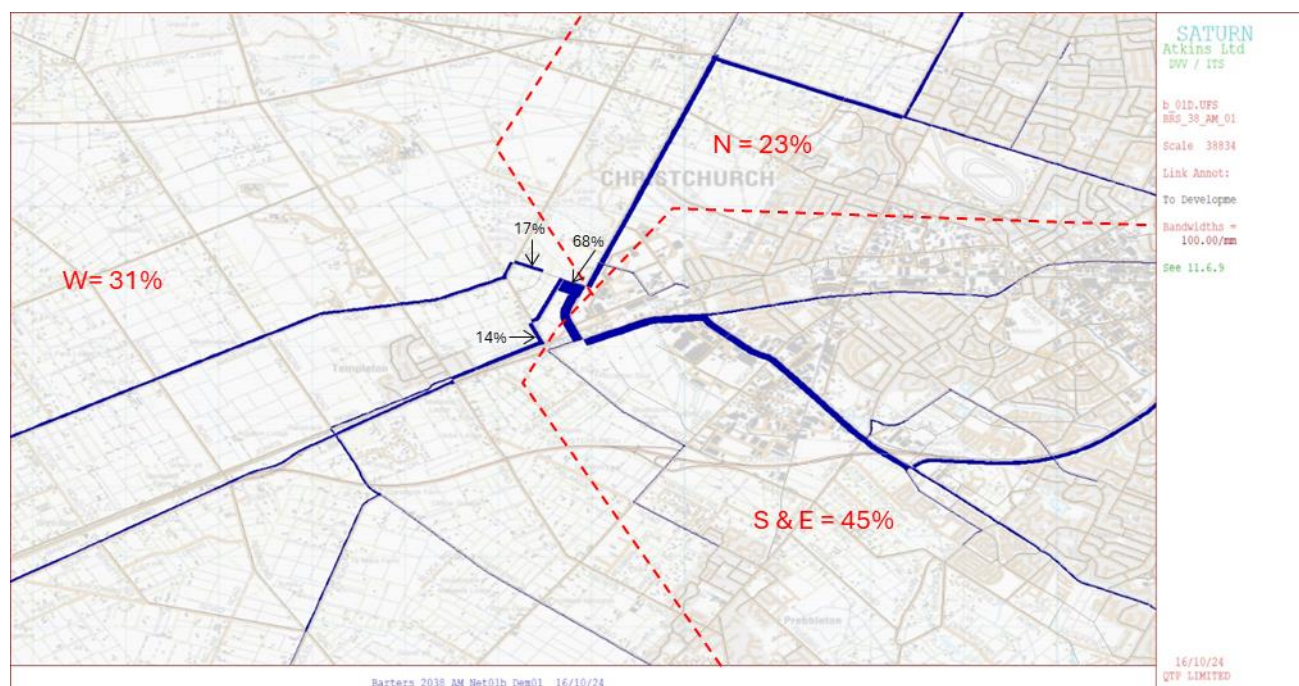 SATURN
Atkins Ltd
DVV / ITS
b_01D.UFS
BRS_38_AM_01
Scale 38834
Link Annot:
To Developme
Bandwidths =
100.00/mm
See 11.6.9
N = 23%
CHRISTCHURCH
17%
68%
W= 31%
14%
Templeton
S & E = 45%
Prebbleton
16/10/24
QTP LIMITED
Barters 2038 AM Net01b Dem01 16/10/24